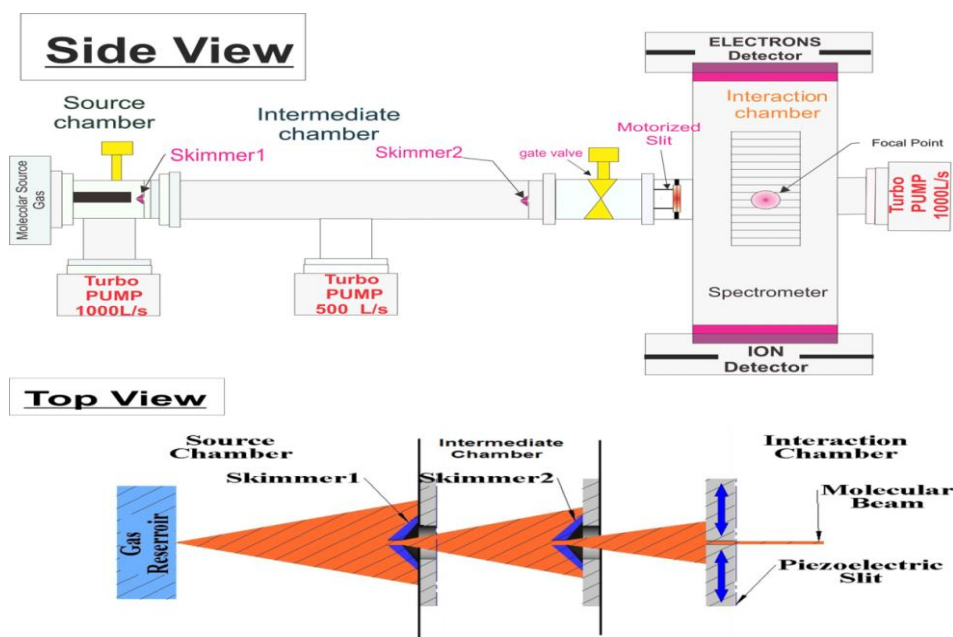 Side View
Source
chamber
Intermediate
chamber
Skimmer1
Skimmer2
gate valve
Motorized
Slit
ELECTRONS
Detector
Interaction
chamber
Focal Point
Molecolar Source
Gas
Turbo
PUMP
1000L/s
Turbo
PUMP
500 L/s
Turbo
PUMP
1000L/s
Spectrometer
ION
Detector
Top View
Source
Chamber
Skimmer1
Intermediate
Chamber
Skimmer2
Interaction
Chamber
Molecular
Beam
Gas
Reserroir
Piezoelectric
Slit